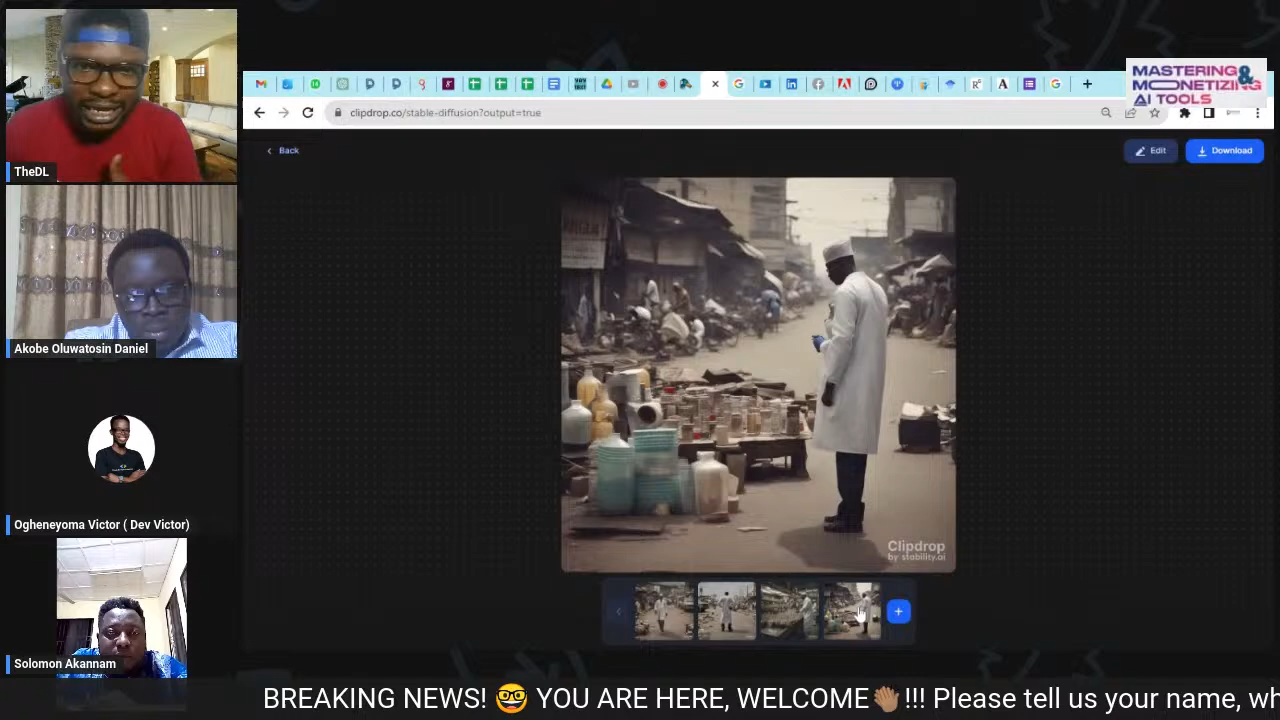 TheDL
Akobe Oluwatosin Daniel
Ogheneyoma Victor ( Dev Victor)
Solomon Akannam
MASTERING &
MONETIZING
AI TOOLS
clipdrop.co/stable-diffusion?output=true
Back
Edit
Download
Clipdrop
by stability.ai
BREAKING NEWS! 🤓 YOU ARE HERE, WELCOME👋🏽!!! Please tell us your name, wh